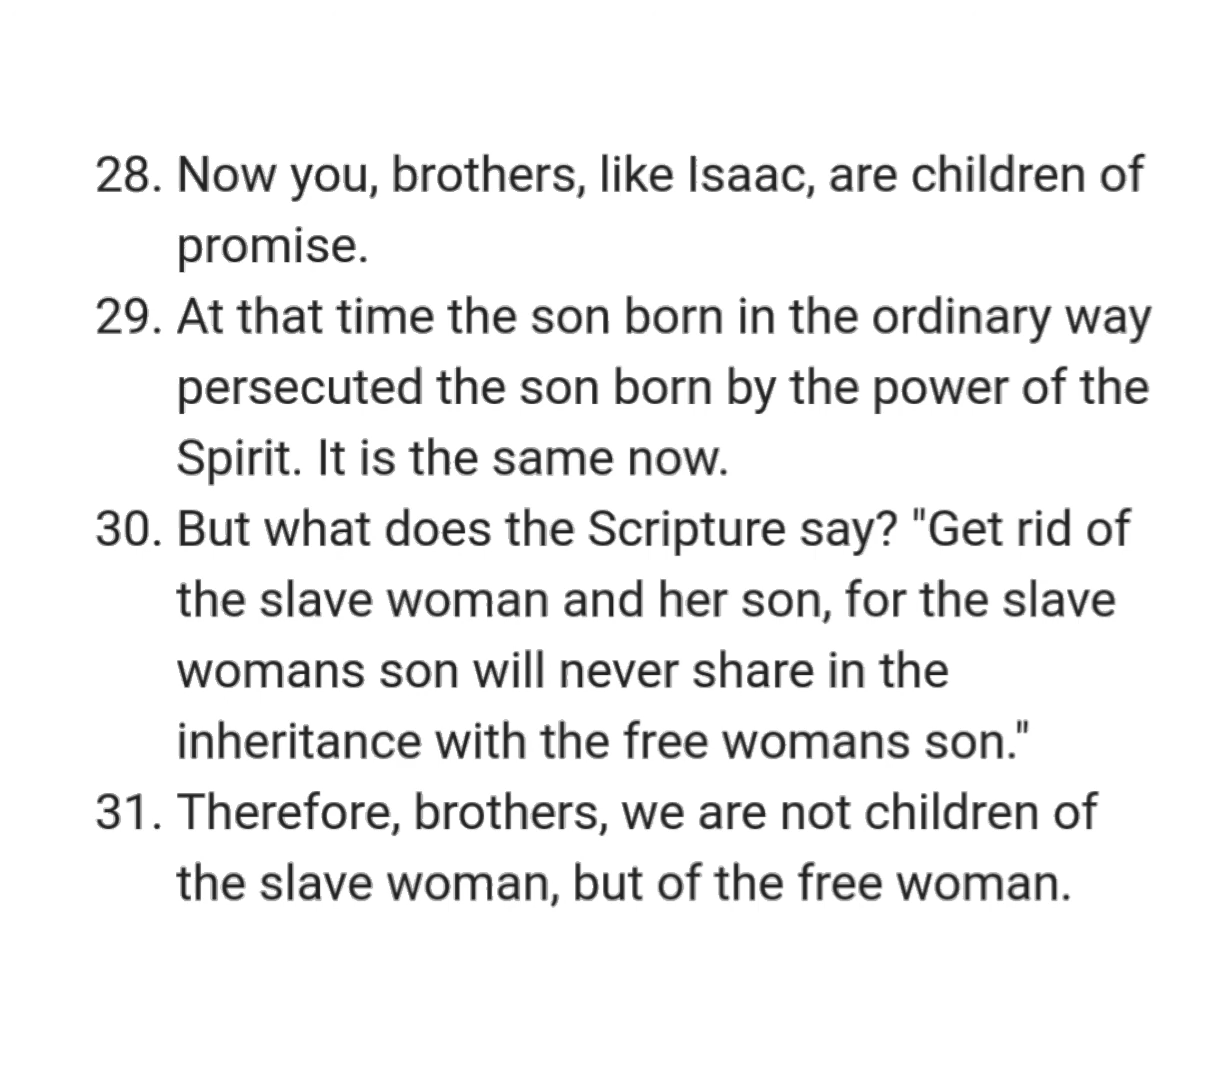 28. Now you, brothers, like Isaac, are children of
promise.
29. At that time the son born in the ordinary way
persecuted the son born by the power of the
Spirit. It is the same now.
30. But what does the Scripture say? "Get rid of
the slave woman and her son, for the slave
womans son will never share in the
inheritance with the free womans son."
31. Therefore, brothers, we are not children of
the slave woman, but of the free woman.